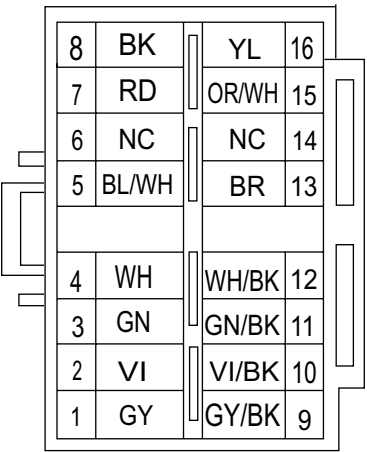 8 BK YL 16
7 RD OR/WH 15
6 NC NC 14
5 BL/WH BR 13
4 WH WH/BK 12
3 GN GN/BK 11
2 VI VI/BK 10
1 GY GY/BK 9